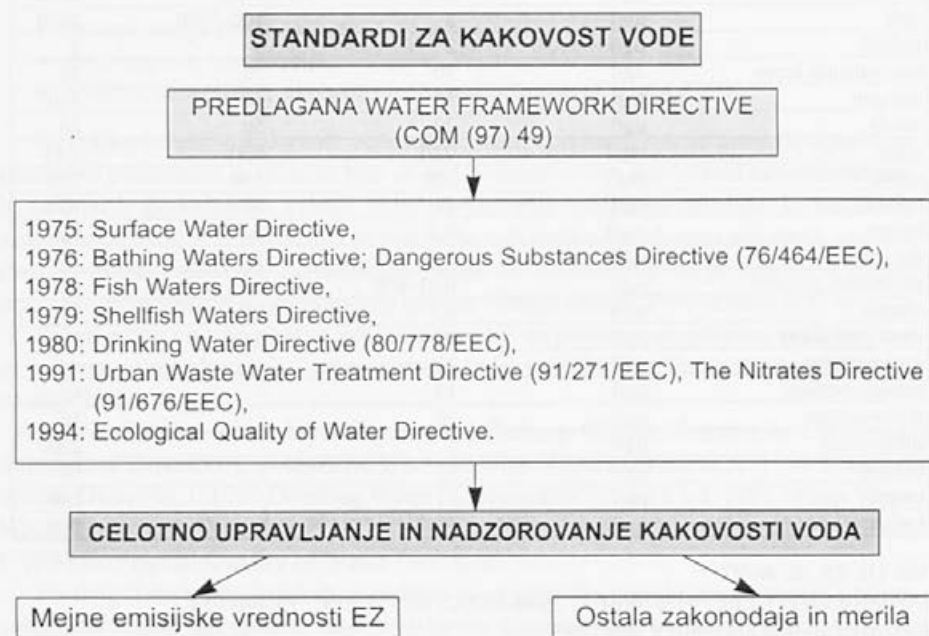 STANDARDI ZA KAKOVOST VODE
PREDLAGANA WATER FRAMEWORK DIRECTIVE
(COM (97) 49)
1975: Surface Water Directive,
1976: Bathing Waters Directive; Dangerous Substances Directive (76/464/EEC),
1978: Fish Waters Directive,
1979: Shellfish Waters Directive,
1980: Drinking Water Directive (80/778/EEC),
1991: Urban Waste Water Treatment Directive (91/271/EEC), The Nitrates Directive
(91/676/EEC),
1994: Ecological Quality of Water Directive.
CELOTNO UPRAVLJANJE IN NADZOROVANJE KAKOVOSTI VODA
Mejne emisijske vrednosti EZ
Ostala zakonodaja in merila